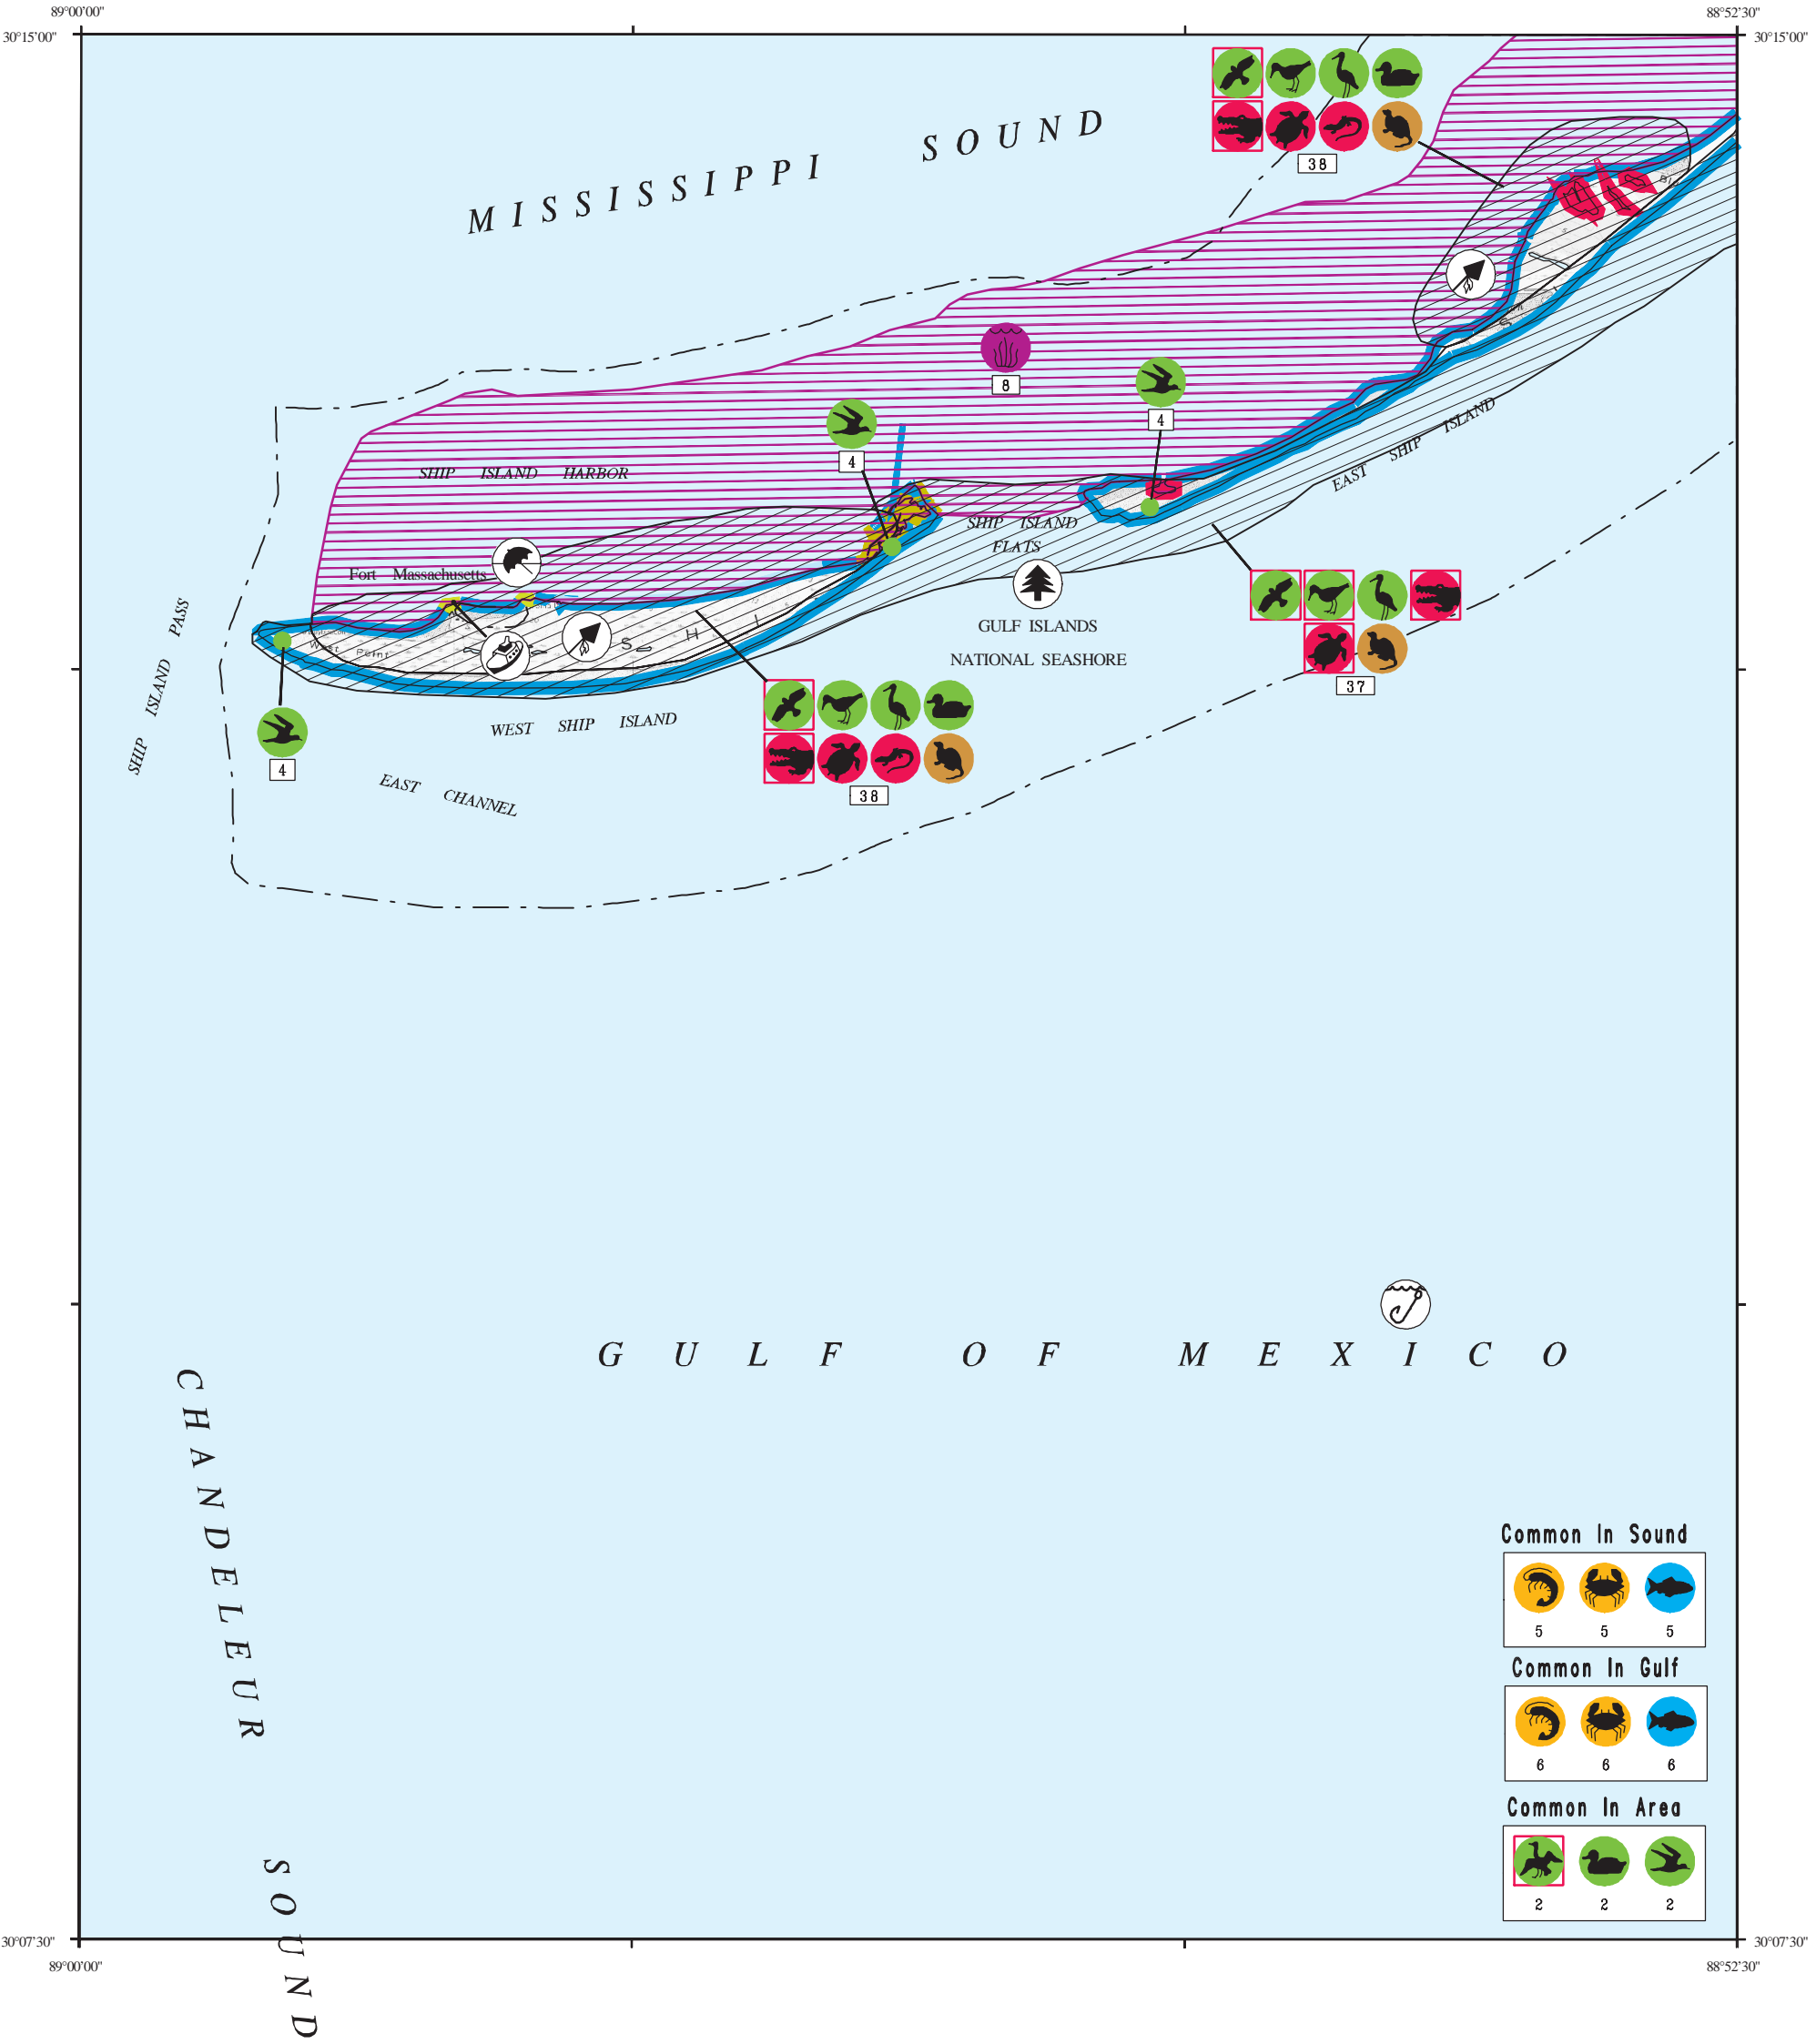 89°00'00"
88°52'30"
30°15'00"
30°15'00"
MISSISSIPPI SOUND
38
8
4
4
SHIP ISLAND HARBOR
EAST SHIP ISLAND
SHIP ISLAND
FLATS
Fort Massachusetts
GULF ISLANDS
NATIONAL SEASHORE
West Point
S H I
S
37
SHIP ISLAND PASS
WEST SHIP ISLAND
4
EAST CHANNEL
38
GULF OF MEXICO
CHANDELEUR SOUND
Common In Sound
5 5 5
Common In Gulf
6 6 6
Common In Area
2 2 2
30°07'30"
30°07'30"
89°00'00"
88°52'30"